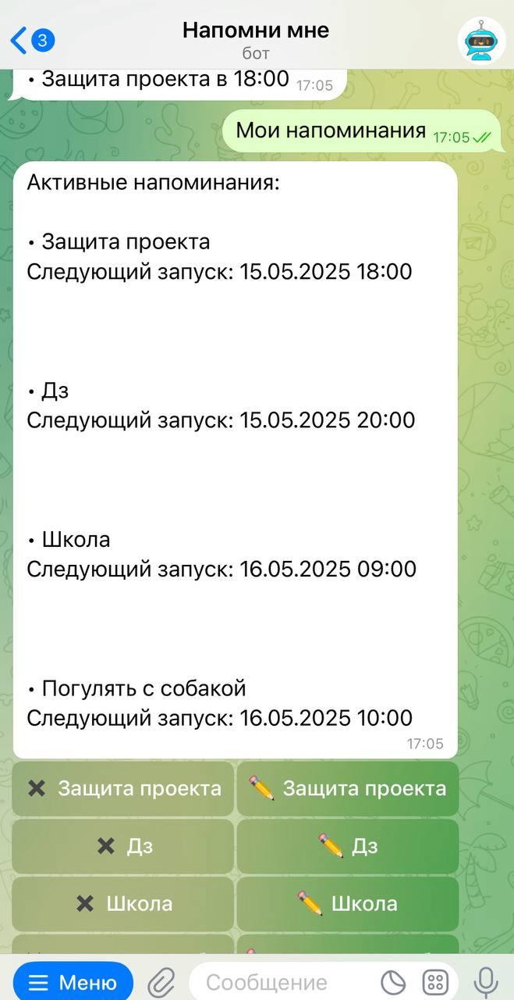 3
Напомни мне
бот
• Защита проекта в 18:00 17:05
Мои напоминания 17:05
Активные напоминания:
• Защита проекта
Следующий запуск: 15.05.2025 18:00
• Дз
Следующий запуск: 15.05.2025 20:00
• Школа
Следующий запуск: 16.05.2025 09:00
• Погулять с собакой
Следующий запуск: 16.05.2025 10:00
17:05
Защита проекта
Защита проекта
Дз
Дз
Школа
Школа
Меню
Сообщение